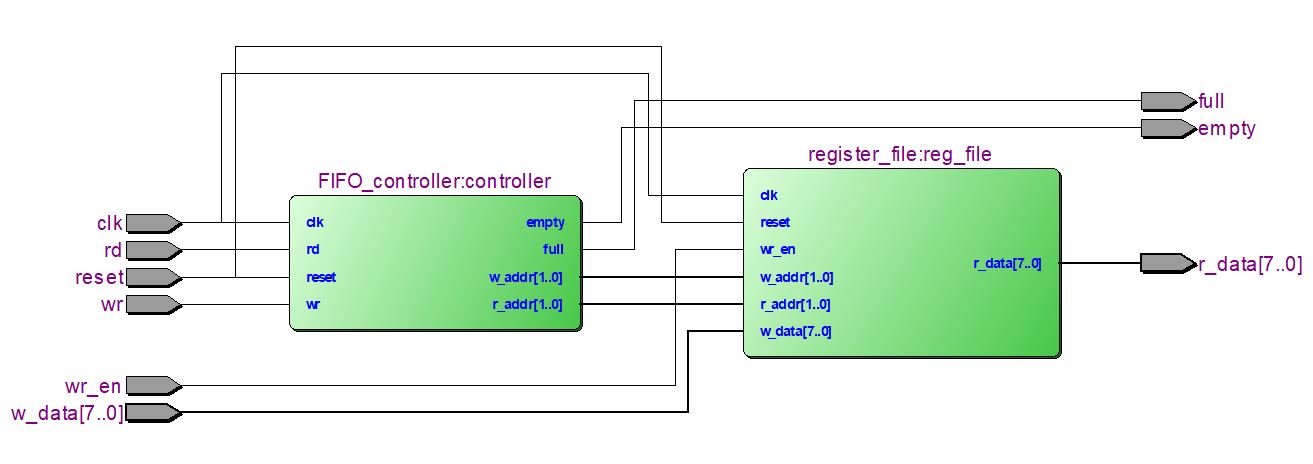 full
empty
register_file:reg_file
FIFO_controller:controller
clk
rd
reset
wr
clk
rd
reset
wr
empty
full
w_addr[1..0]
r_addr[1..0]
clk
reset
wr_en
w_addr[1..0]
r_addr[1..0]
w_data[7..0]
r_data[7..0]
r_data[7..0]
wr_en
w_data[7..0]